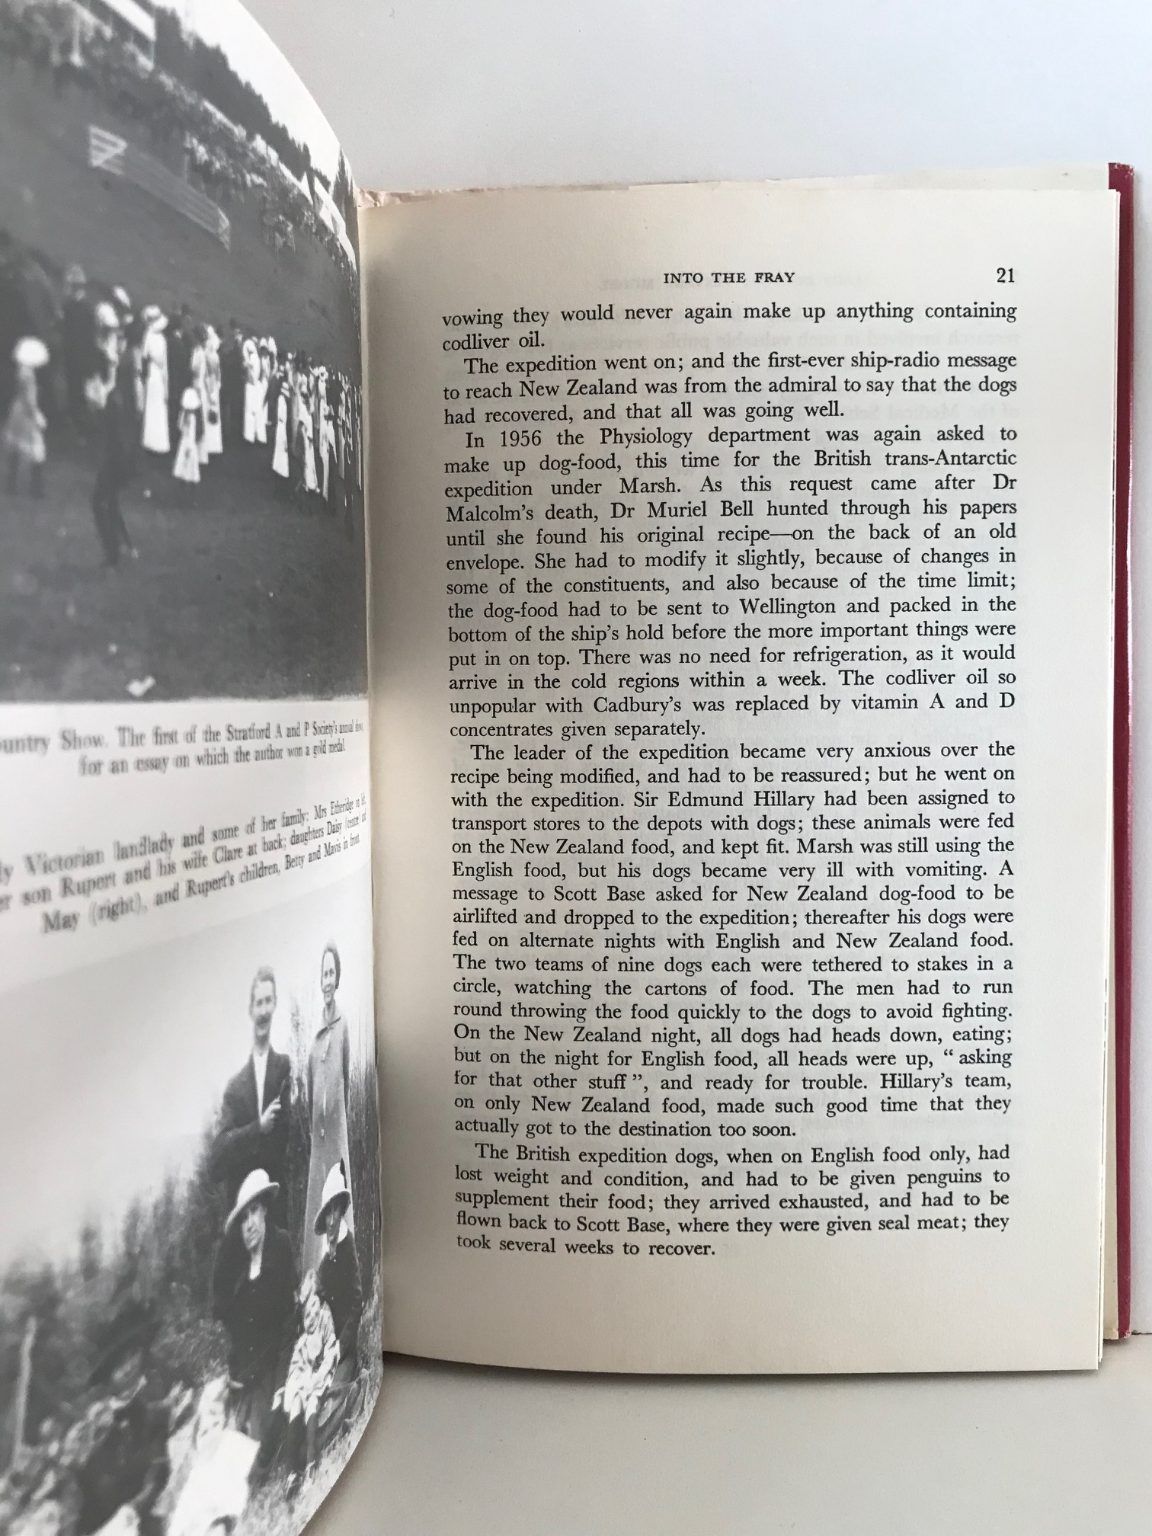 ountry Show. The first of the Stratford A and P Society's annual
for an essay on which the author won a gold medal.
Victorian landlady and some of her family: Mrs Etheridge
son Rupert and his wife Clare at back; daughters Daisy
May (right), and Rupert's children, Betty and Mavis in front
INTO THE FRAY 21
vowing they would never again make up anything containing
codliver oil.
The expedition went on; and the first-ever ship-radio message
to reach New Zealand was from the admiral to say that the dogs
had recovered, and that all was going well.
In 1956 the Physiology department was again asked to
make up dog-food, this time for the British trans-Antarctic
expedition under Marsh. As this request came after Dr
Malcolm's death, Dr Muriel Bell hunted through his papers
until she found his original recipe—on the back of an old
envelope. She had to modify it slightly, because of changes in
some of the constituents, and also because of the time limit;
the dog-food had to be sent to Wellington and packed in the
bottom of the ship's hold before the more important things were
put in on top. There was no need for refrigeration, as it would
arrive in the cold regions within a week. The codliver oil so
unpopular with Cadbury's was replaced by vitamin A and D
concentrates given separately.
The leader of the expedition became very anxious over the
recipe being modified, and had to be reassured; but he went on
with the expedition. Sir Edmund Hillary had been assigned to
transport stores to the depots with dogs; these animals were fed
on the New Zealand food, and kept fit. Marsh was still using the
English food, but his dogs became very ill with vomiting. A
message to Scott Base asked for New Zealand dog-food to be
airlifted and dropped to the expedition; thereafter his dogs were
fed on alternate nights with English and New Zealand food.
The two teams of nine dogs each were tethered to stakes in a
circle, watching the cartons of food. The men had to run
round throwing the food quickly to the dogs to avoid fighting.
On the New Zealand night, all dogs had heads down, eating;
but on the night for English food, all heads were up, “ asking
for that other stuff ”, and ready for trouble. Hillary's team,
on only New Zealand food, made such good time that they
actually got to the destination too soon.
The British expedition dogs, when on English food only, had
lost weight and condition, and had to be given penguins to
supplement their food; they arrived exhausted, and had to be
flown back to Scott Base, where they were given seal meat; they
took several weeks to recover.